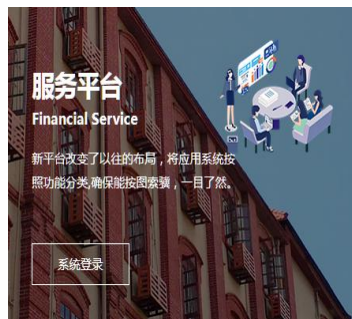 服务平台
Financial Service
新平台改变了以往的布局，将应用系统按
照功能分类,确保能按图索骥，一目了然。
系统登录